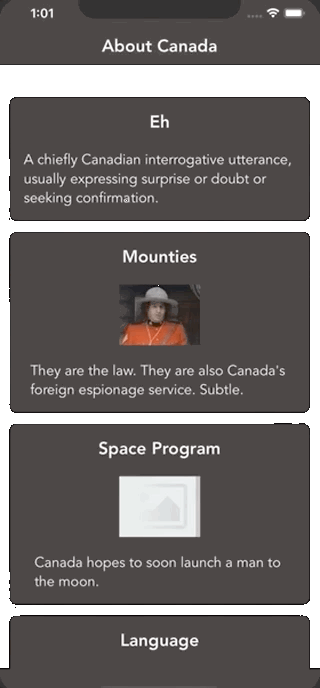 1:01
About Canada
Eh
A chiefly Canadian interrogative utterance,
usually expressing surprise or doubt or
seeking confirmation.
Mounties
They are the law. They are also Canada's
foreign espionage service. Subtle.
Space Program
Canada hopes to soon launch a man to
the moon.
Language